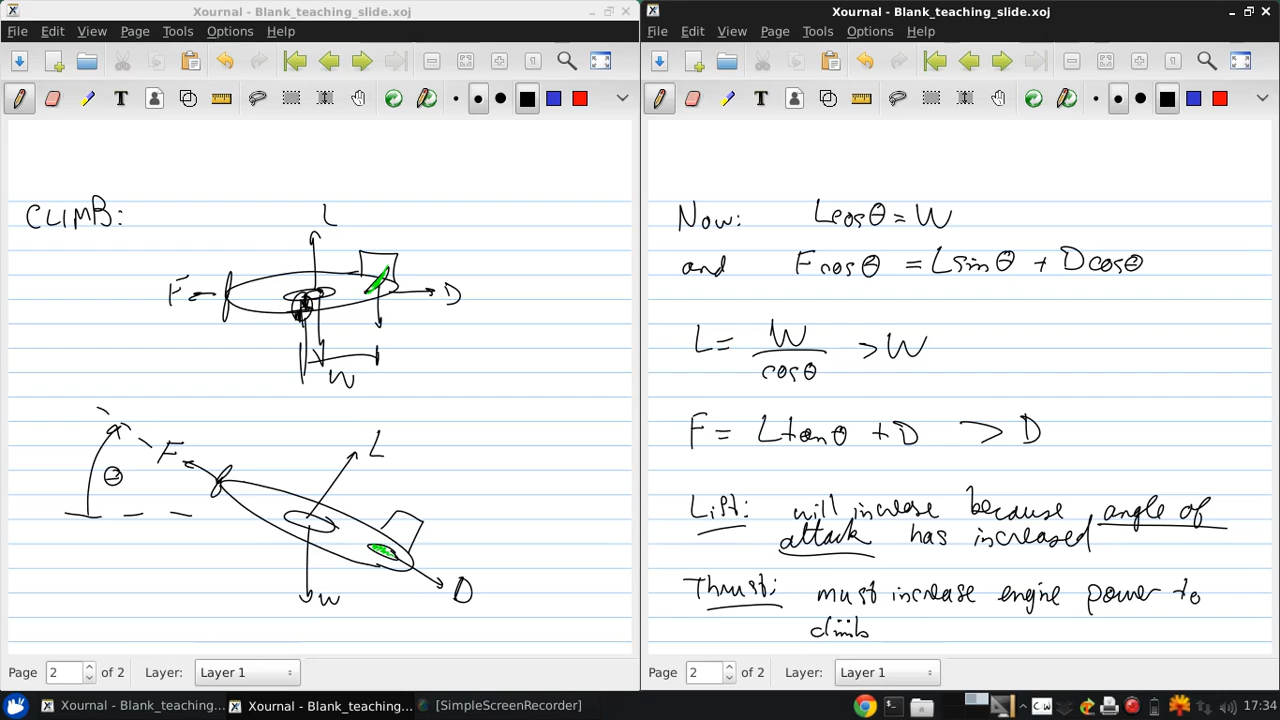 Xournal - Blank_teaching_slide.xoj
File Edit View Page Tools Options Help
CLIMB:
L
F
D
W
F
L
Θ
W
D
Page 2 of 2 Layer: Layer 1
Xournal - Blank_teaching_slide.xoj
File Edit View Page Tools Options Help
Now: Lcosθ = W
and Fcosθ = Lsinθ + Dcosθ
L = W/cosθ > W
F = Ltanθ + D > D
Lift: will increase because angle of
attack has increased
Thrust: must increase engine power to
climb
Page 2 of 2 Layer: Layer 1
Xournal - Blank_teaching... Xournal - Blank_teaching_... [SimpleScreenRecorder] 17:34